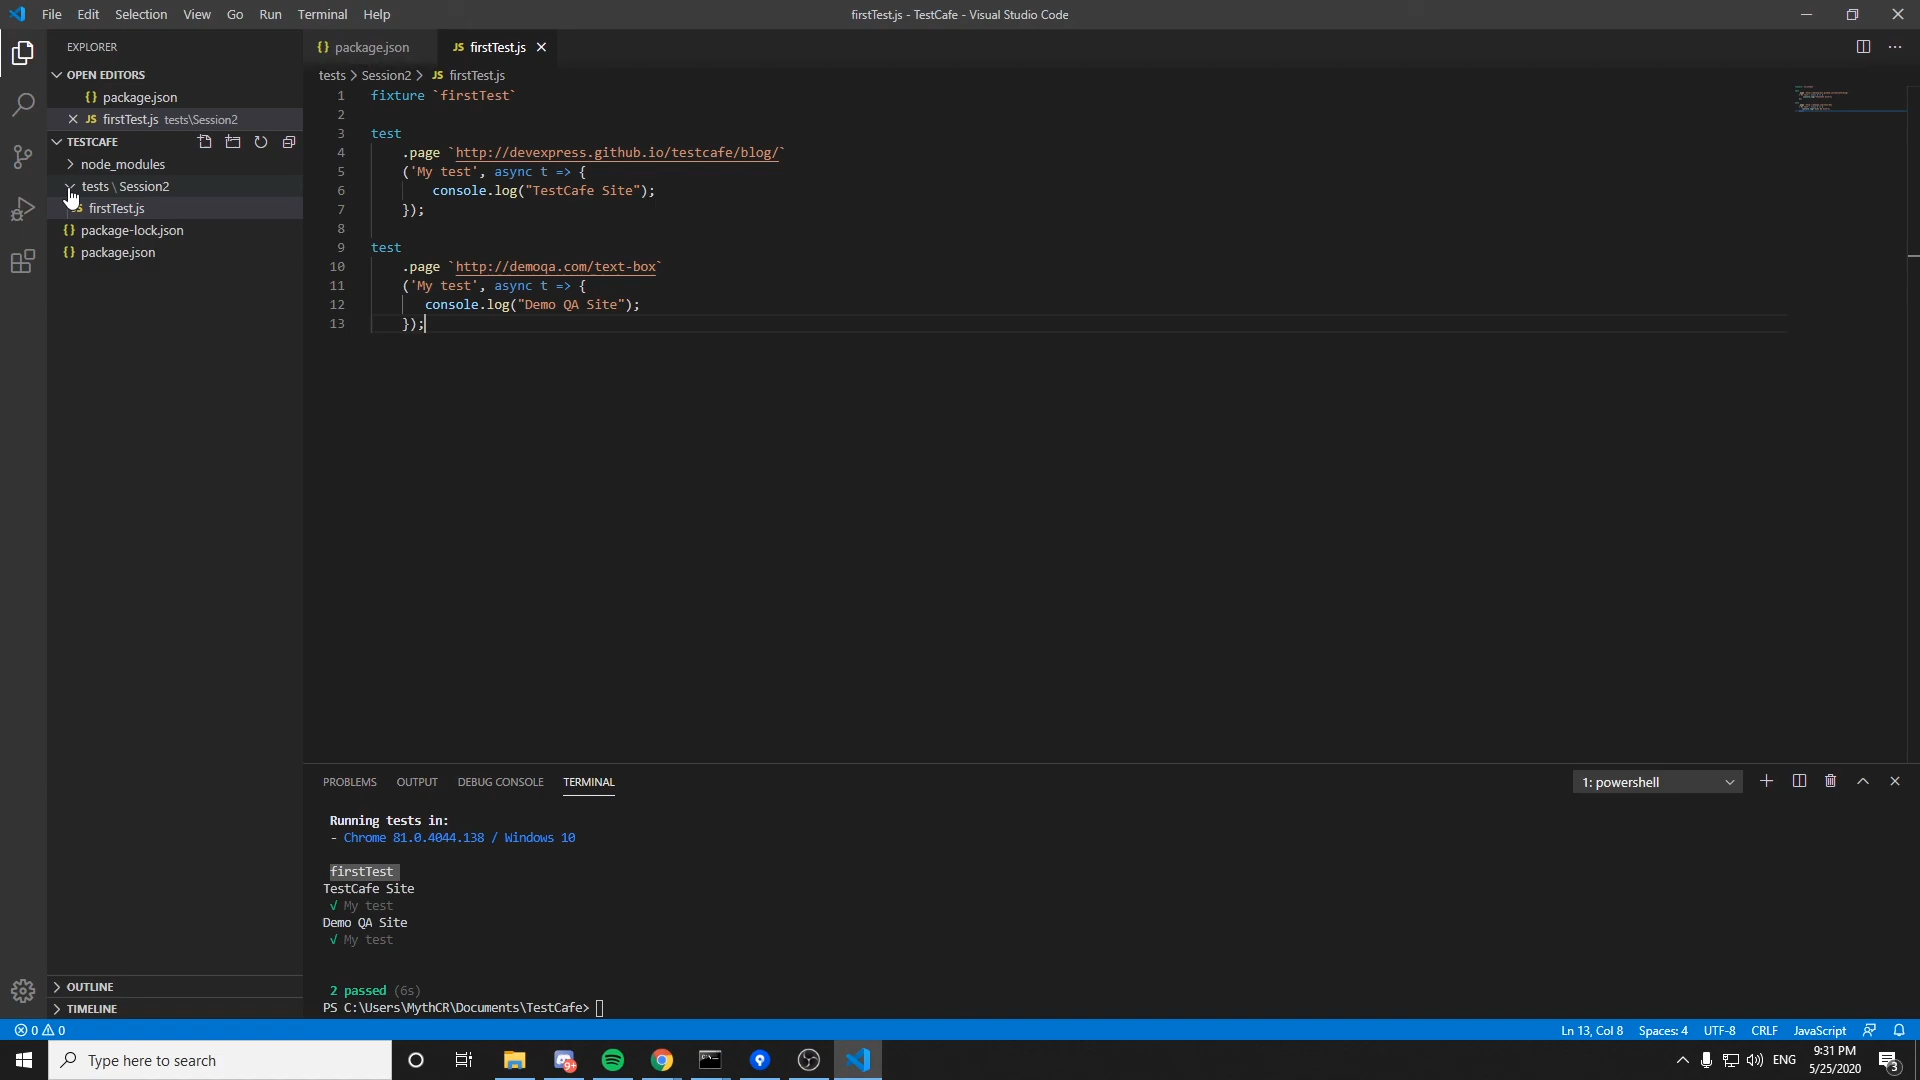 File Edit Selection View Go Run Terminal Help
firstTest.js - TestCafe - Visual Studio Code
EXPLORER
OPEN EDITORS
{} package.json
JS firstTest.js tests\Session2
TESTCAFE
node_modules
tests \ Session2
firstTest.js
{} package-lock.json
{} package.json
OUTLINE
TIMELINE
{} package.json
JS firstTest.js
tests > Session2 > JS firstTest.js
1 fixture `firstTest`
2
3 test
4 .page `http://devexpress.github.io/testcafe/blog/`
5 ('My test', async t => {
6 console.log("TestCafe Site");
7 });
8
9 test
10 .page `http://demoqa.com/text-box`
11 ('My test', async t => {
12 console.log("Demo QA Site");
13 });
PROBLEMS OUTPUT DEBUG CONSOLE TERMINAL
1: powershell
Running tests in:
- Chrome 81.0.4044.138 / Windows 10
firstTest
TestCafe Site
√ My test
Demo QA Site
√ My test
2 passed (6s)
PS C:\Users\MythCR\Documents\TestCafe>
0 0
Ln 13, Col 8 Spaces: 4 UTF-8 CRLF JavaScript
Type here to search
9+
ENG
9:31 PM
5/25/2020
3